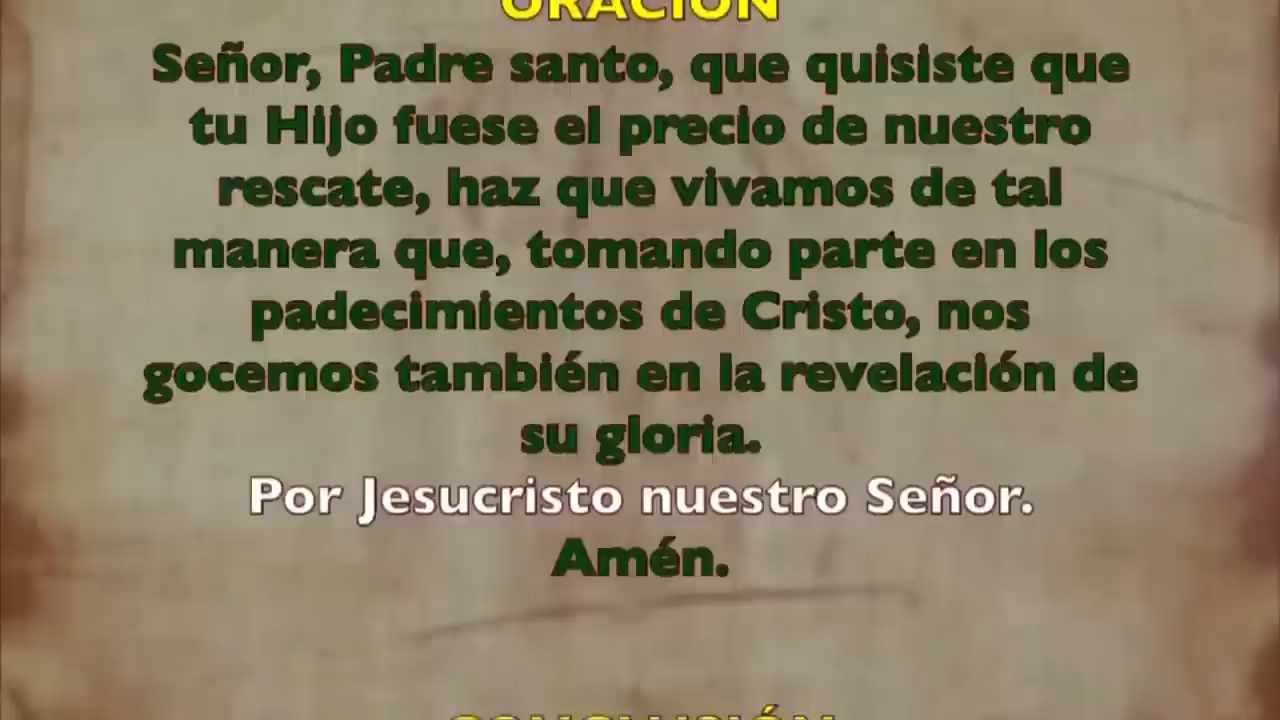 ORACIÓN
Señor, Padre santo, que quisiste que
tu Hijo fuese el precio de nuestro
rescate, haz que vivamos de tal
manera que, tomando parte en los
padecimientos de Cristo, nos
gocemos también en la revelación de
su gloria.
Por Jesucristo nuestro Señor.
Amén.
CONCLUSIÓN